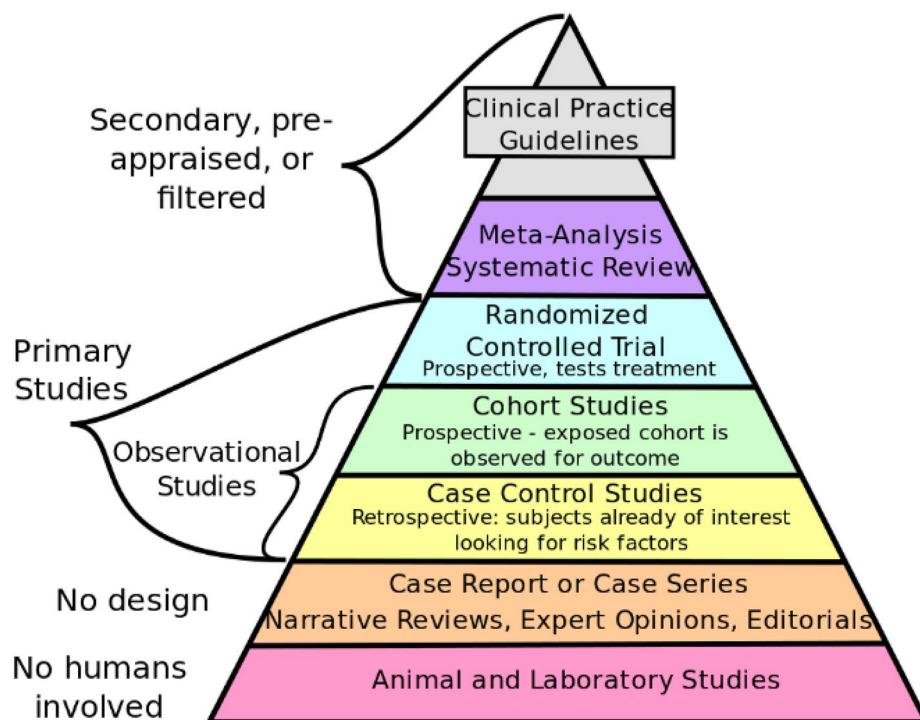 Secondary, pre-
appraised, or
filtered
Clinical Practice
Guidelines
Meta-Analysis
Systematic Review
Primary
Studies
Randomized
Controlled Trial
Prospective, tests treatment
Observational
Studies
Cohort Studies
Prospective - exposed cohort is
observed for outcome
Case Control Studies
Retrospective: subjects already of interest
looking for risk factors
No design
Case Report or Case Series
Narrative Reviews, Expert Opinions, Editorials
No humans
involved
Animal and Laboratory Studies